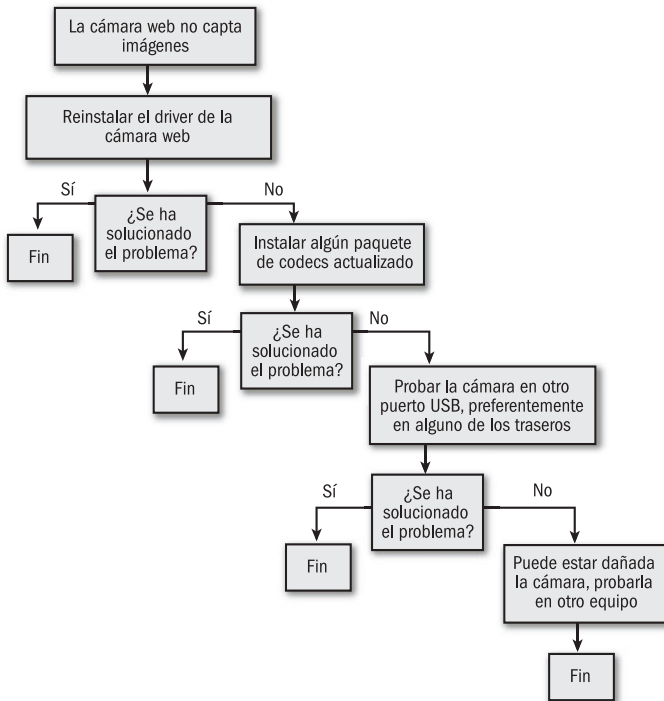 La cámara web no capta
imágenes
Reinstalar el driver de la
cámara web
Sí
No
¿Se ha
solucionado
el problema?
Fin
Instalar algún paquete
de codecs actualizado
Sí
No
¿Se ha
solucionado
el problema?
Fin
Probar la cámara en otro
puerto USB, preferentemente
en alguno de los traseros
Sí
No
¿Se ha
solucionado
el problema?
Fin
Puede estar dañada
la cámara, probarla
en otro equipo
Fin